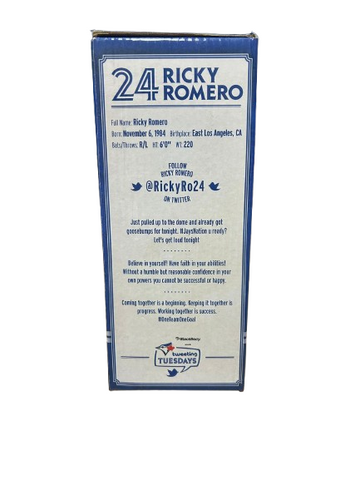 24 RICKY
ROMERO
Full Name: Ricky Romero
Born: November 6, 1984 Birthplace: East Los Angeles, CA
Bats/Throws: R/L HT: 6'0" WT: 220
FOLLOW
RICKY ROMERO
@RickyRo24
ON TWITTER
Just pulled up to the dome and already got
goosebumps for tonight. #JaysNation u ready?
Let's get loud tonight
Believe in yourself! Have faith in your abilities!
Without a humble but reasonable confidence in your
own powers you cannot be successful or happy.
Coming together is a beginning. Keeping it together is
progress. Working together is success.
#OneTeamOneGoal
BlackBerry
tweeting
TUESDAYS